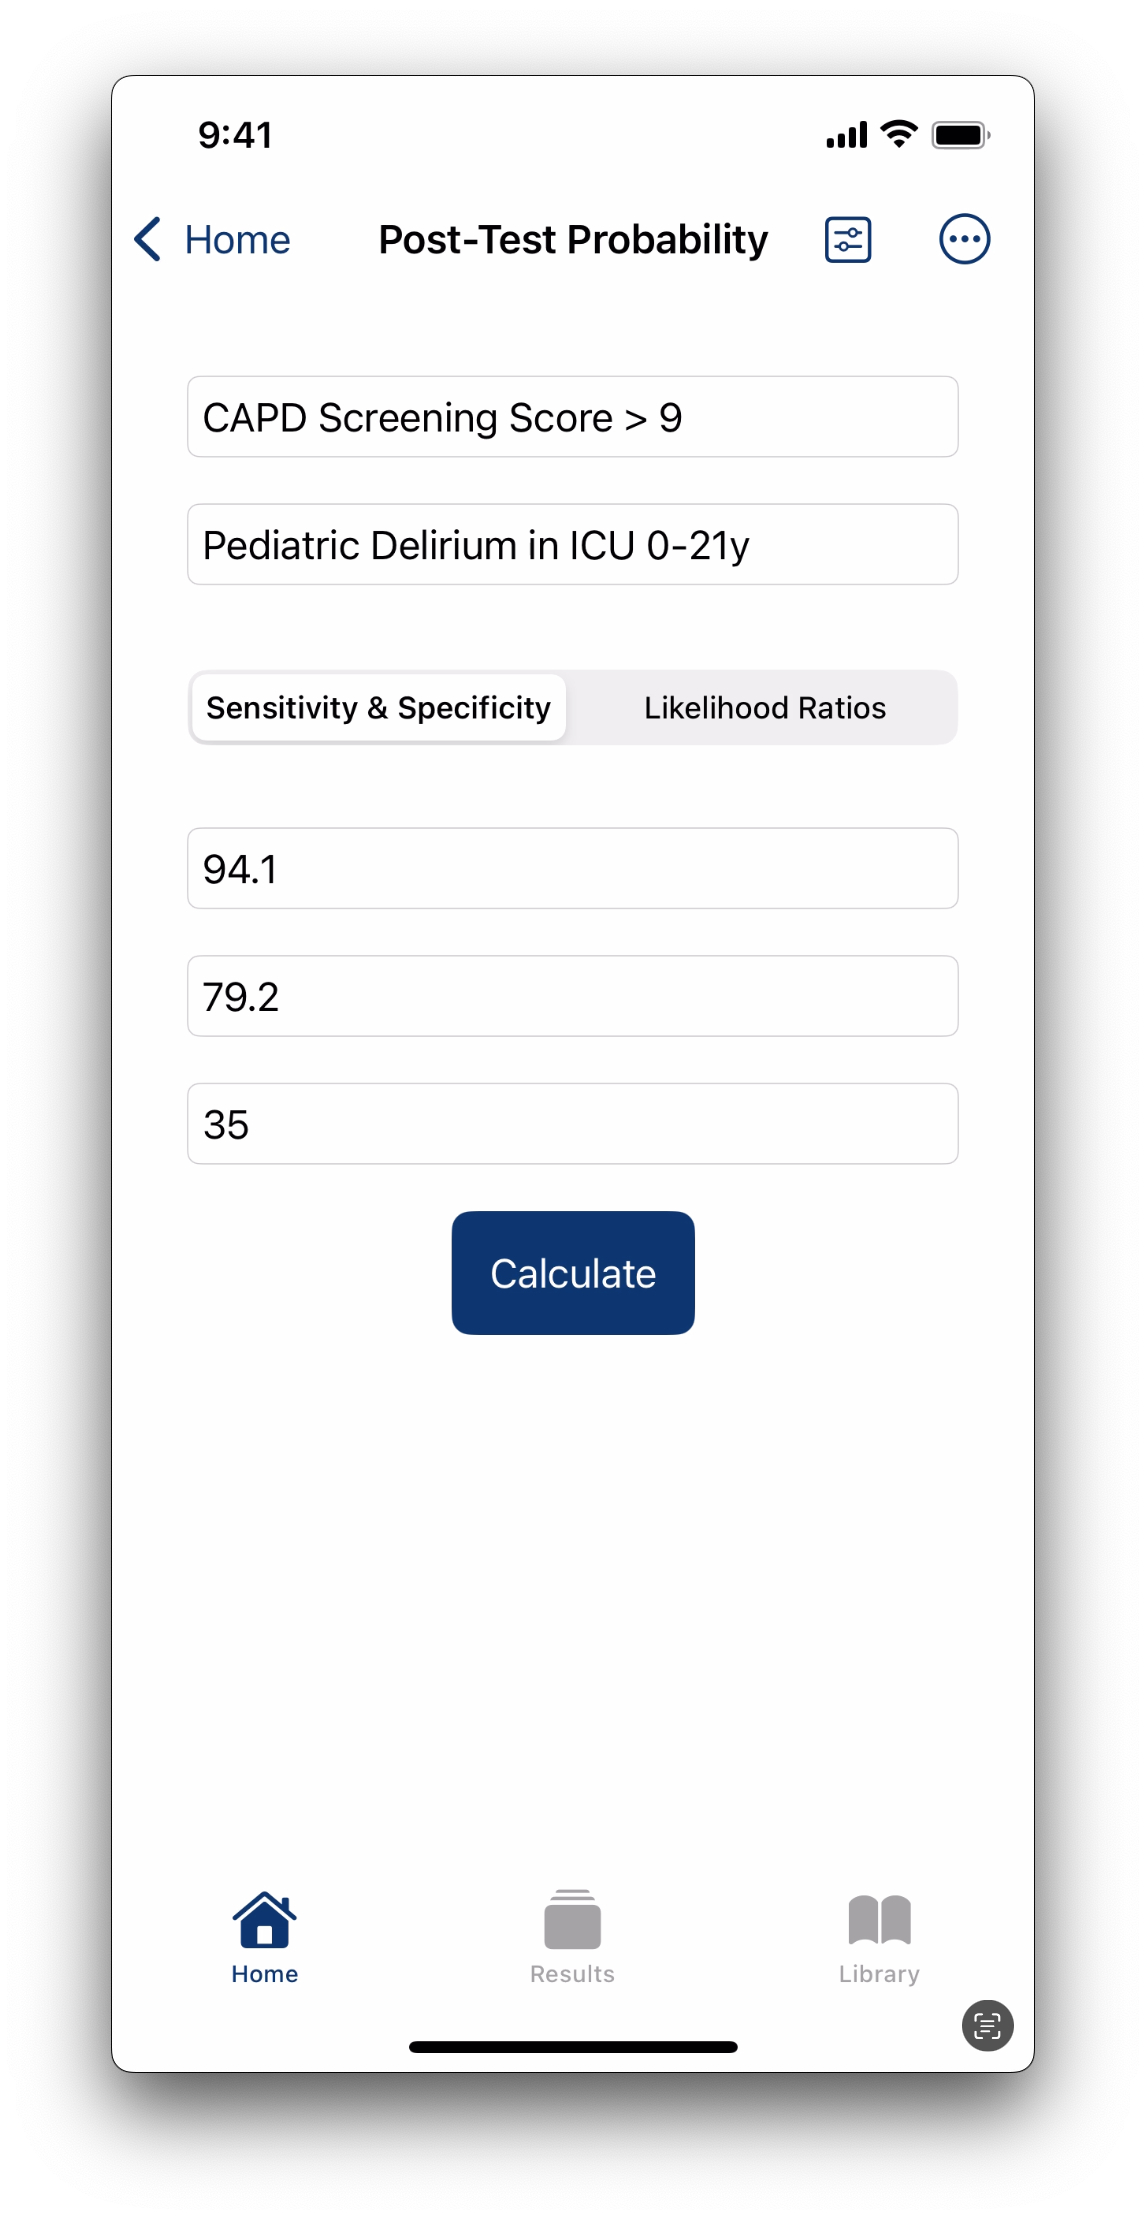 9:41
Home Post-Test Probability
CAPD Screening Score > 9
Pediatric Delirium in ICU 0-21y
Sensitivity & Specificity Likelihood Ratios
94.1
79.2
35
Calculate
Home Results Library